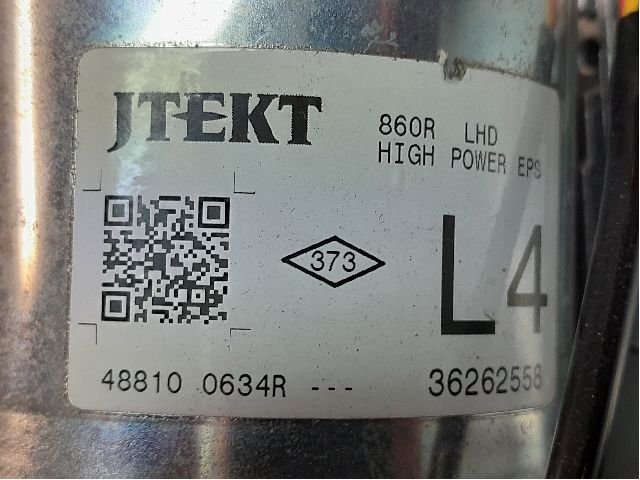 JTEKT
860R LHD
HIGH POWER EPS
373
L4
48810 0634R ---
36262558